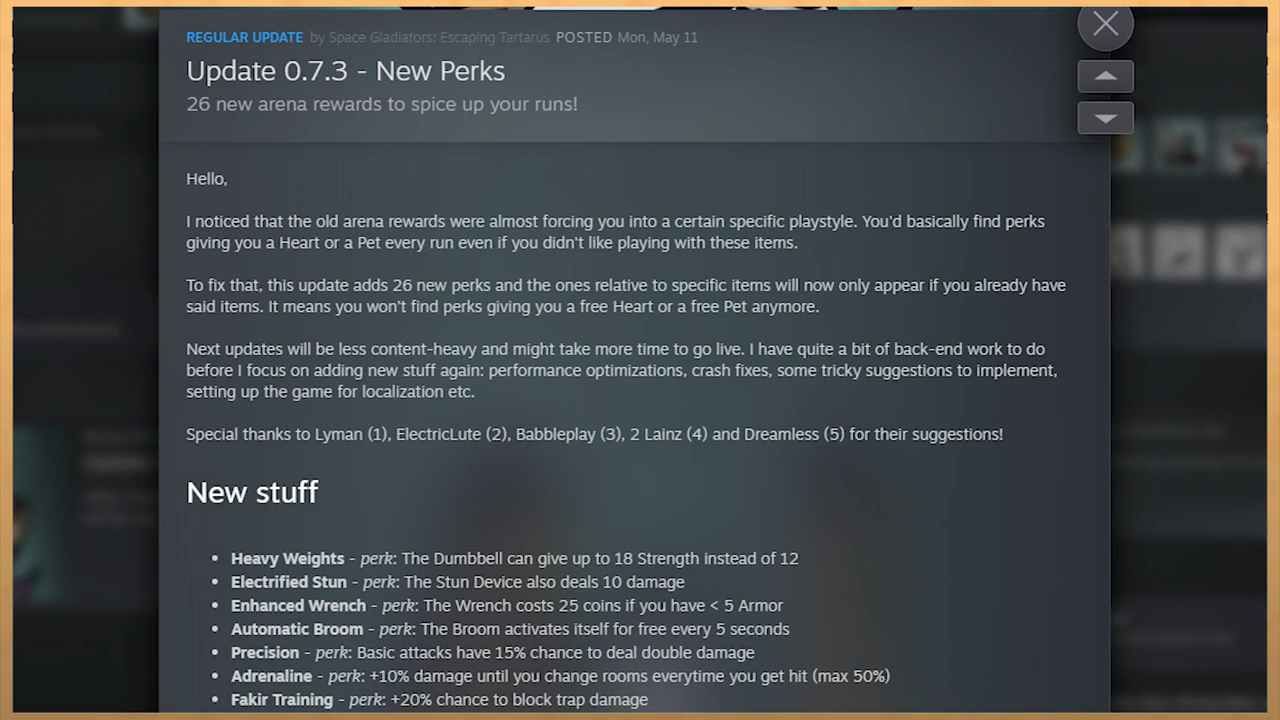 REGULAR UPDATE by Space Gladiators: Escaping Tartarus POSTED Mon, May 11
Update 0.7.3 - New Perks
26 new arena rewards to spice up your runs!
Hello,
I noticed that the old arena rewards were almost forcing you into a certain specific playstyle. You'd basically find perks
giving you a Heart or a Pet every run even if you didn't like playing with these items.
To fix that, this update adds 26 new perks and the ones relative to specific items will now only appear if you already have
said items. It means you won't find perks giving you a free Heart or a free Pet anymore.
Next updates will be less content-heavy and might take more time to go live. I have quite a bit of back-end work to do
before I focus on adding new stuff again: performance optimizations, crash fixes, some tricky suggestions to implement,
setting up the game for localization etc.
Special thanks to Lyman (1), ElectricLute (2), Babbleplay (3), 2 Lainz (4) and Dreamless (5) for their suggestions!
New stuff
• Heavy Weights - perk: The Dumbbell can give up to 18 Strength instead of 12
• Electrified Stun - perk: The Stun Device also deals 10 damage
• Enhanced Wrench - perk: The Wrench costs 25 coins if you have < 5 Armor
• Automatic Broom - perk: The Broom activates itself for free every 5 seconds
• Precision - perk: Basic attacks have 15% chance to deal double damage
• Adrenaline - perk: +10% damage until you change rooms everytime you get hit (max 50%)
• Fakir Training - perk: +20% chance to block trap damage